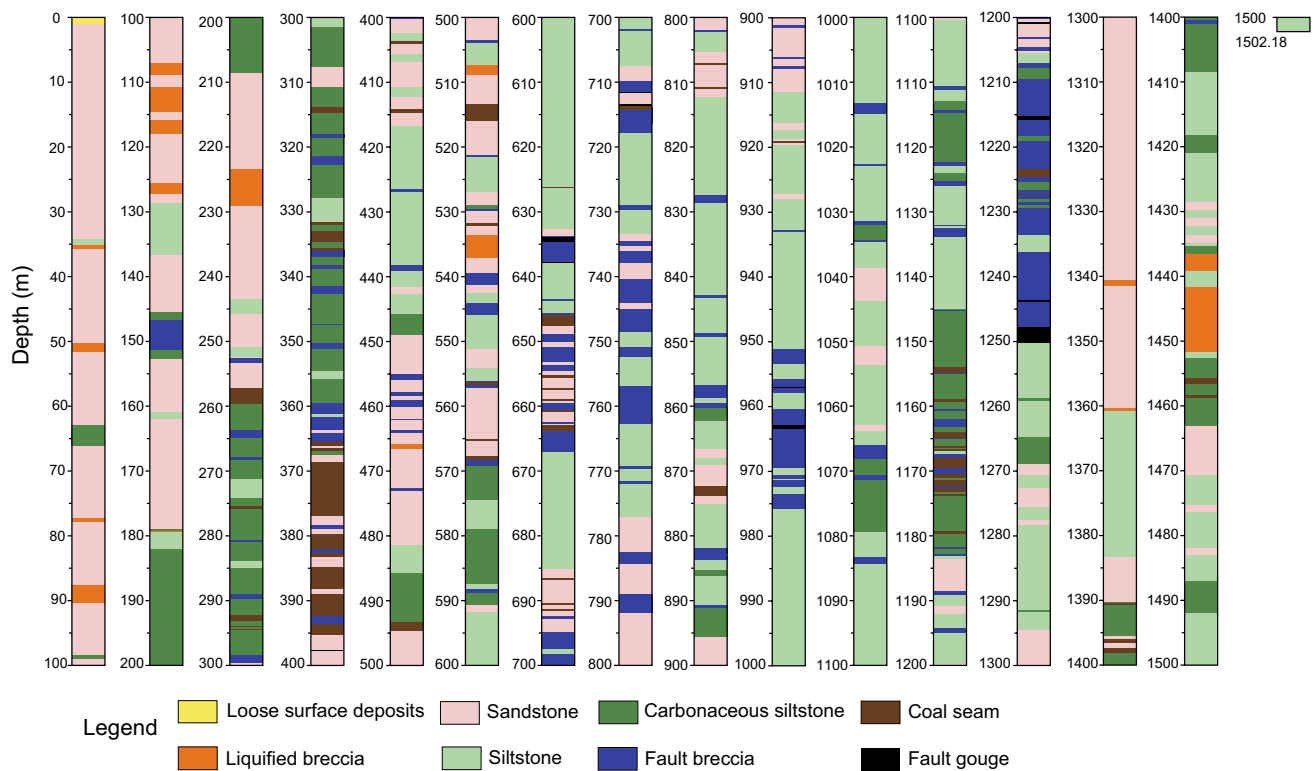 0 100 200 300 400 500 600 700 800 900 1000 1100 1200 1300 1400 1500
1502.18
10 110 210 310 410 510 610 710 810 910 1010 1110 1210 1310 1410
20 120 220 320 420 520 620 720 820 920 1020 1120 1220 1320 1420
30 130 230 330 430 530 630 730 830 930 1030 1130 1230 1330 1430
40 140 240 340 440 540 640 740 840 940 1040 1140 1240 1340 1440
Depth (m)
50 150 250 350 450 550 650 750 850 950 1050 1150 1250 1350 1450
60 160 260 360 460 560 660 760 860 960 1060 1160 1260 1360 1460
70 170 270 370 470 570 670 770 870 970 1070 1170 1270 1370 1470
80 180 280 380 480 580 680 780 880 980 1080 1180 1280 1380 1480
90 190 290 390 490 590 690 790 890 990 1090 1190 1290 1390 1490
100 200 300 400 500 600 700 800 900 1000 1100 1200 1300 1400 1500
Legend
Loose surface deposits Sandstone Carbonaceous siltstone Coal seam
Liquified breccia Siltstone Fault breccia Fault gouge